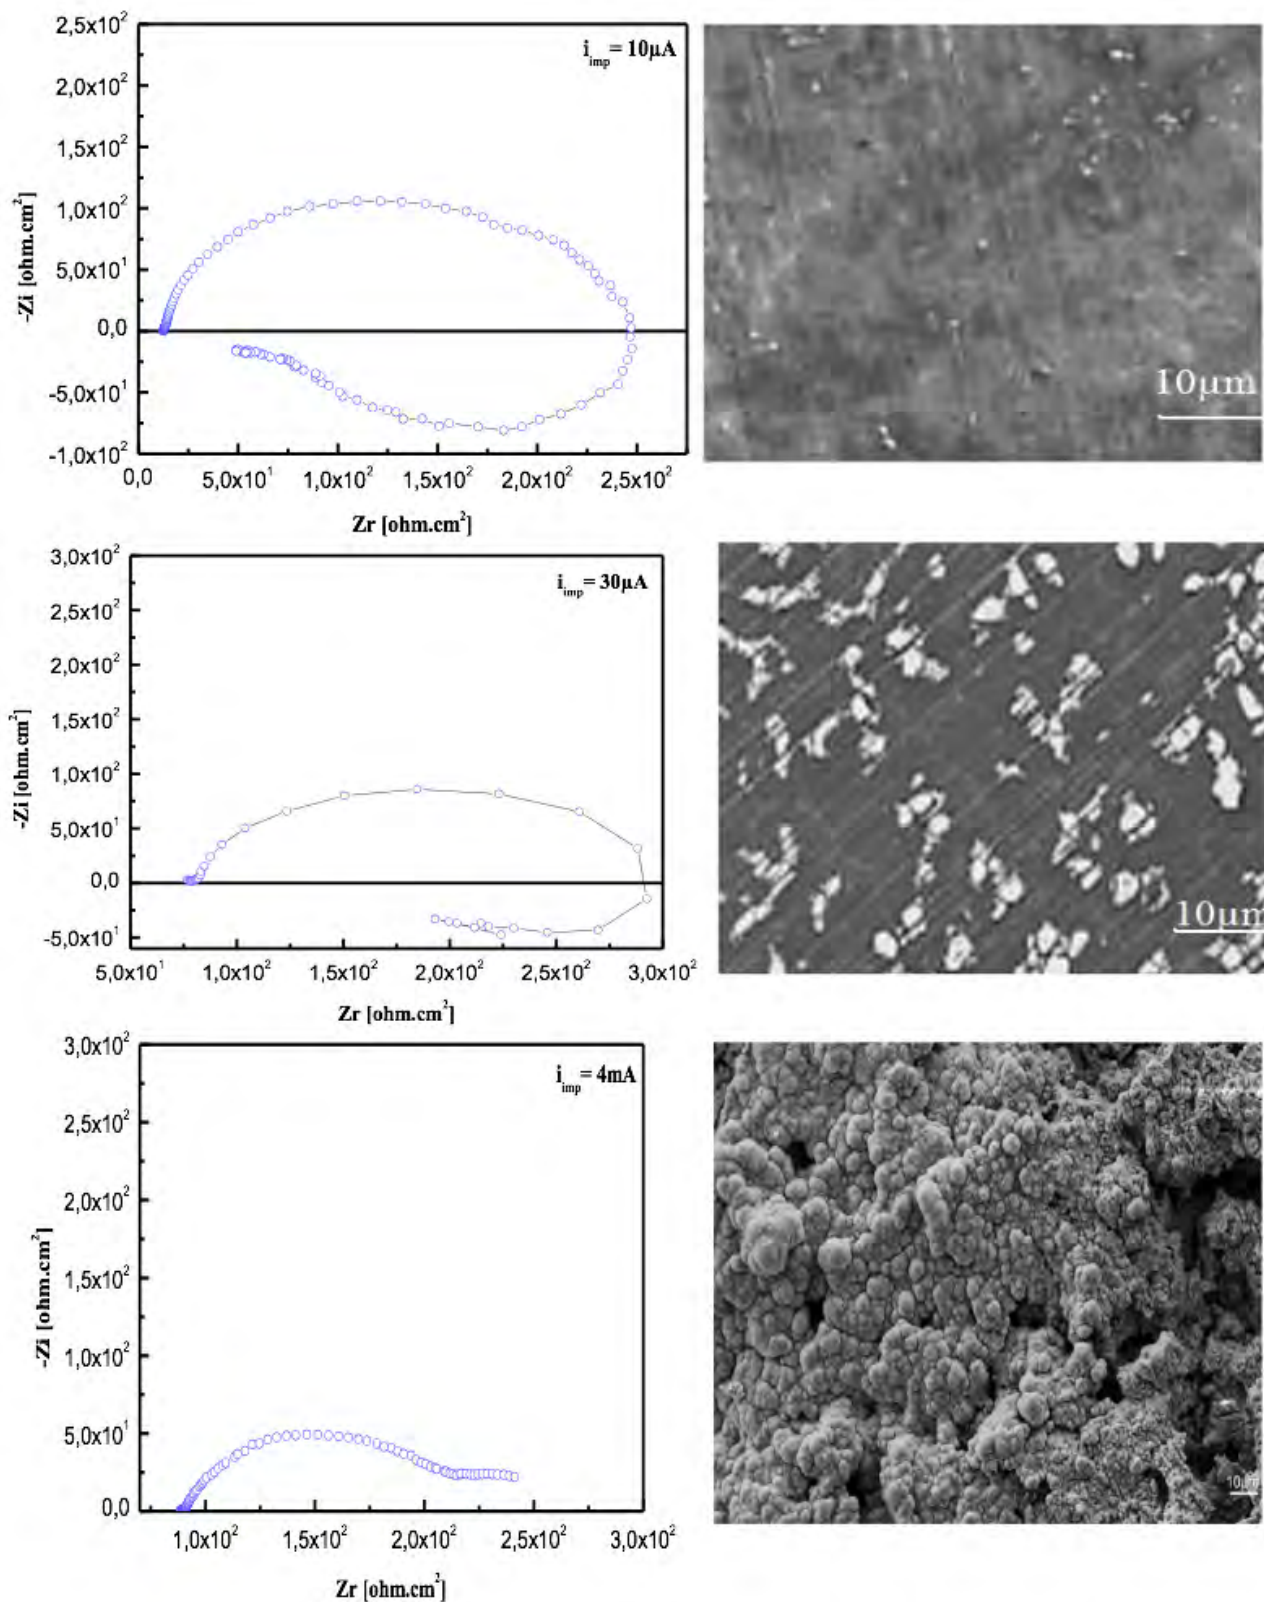 2,5x10²
i_imp = 10µA
2,0x10²
1,5x10²
1,0x10²
5,0x10¹
0,0
-5,0x10¹
-1,0x10²
-Zi [ohm.cm²]
0,0 5,0x10¹ 1,0x10² 1,5x10² 2,0x10² 2,5x10²
Zr [ohm.cm²]
10µm
3,0x10²
i_imp = 30µA
2,5x10²
2,0x10²
1,5x10²
1,0x10²
5,0x10¹
0,0
-5,0x10¹
-Zi [ohm.cm²]
5,0x10¹ 1,0x10² 1,5x10² 2,0x10² 2,5x10² 3,0x10²
Zr [ohm.cm²]
10µm
3,0x10²
i_imp = 4mA
2,5x10²
2,0x10²
1,5x10²
1,0x10²
5,0x10¹
0,0
-Zi [ohm.cm²]
1,0x10² 1,5x10² 2,0x10² 2,5x10² 3,0x10²
Zr [ohm.cm²]
10µm